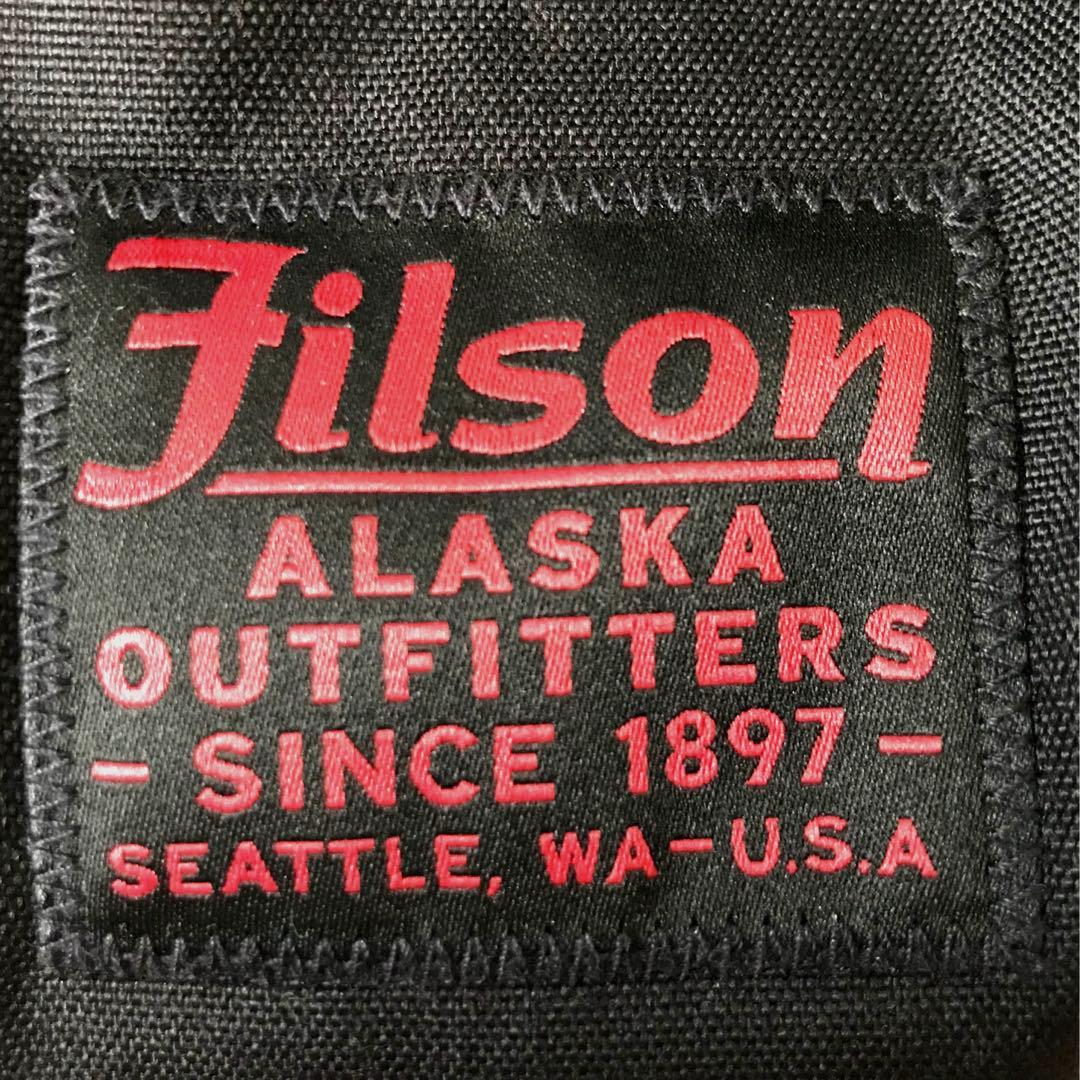 Filson
ALASKA
OUTFITTERS
- SINCE 1897 -
SEATTLE, WA-U.S.A